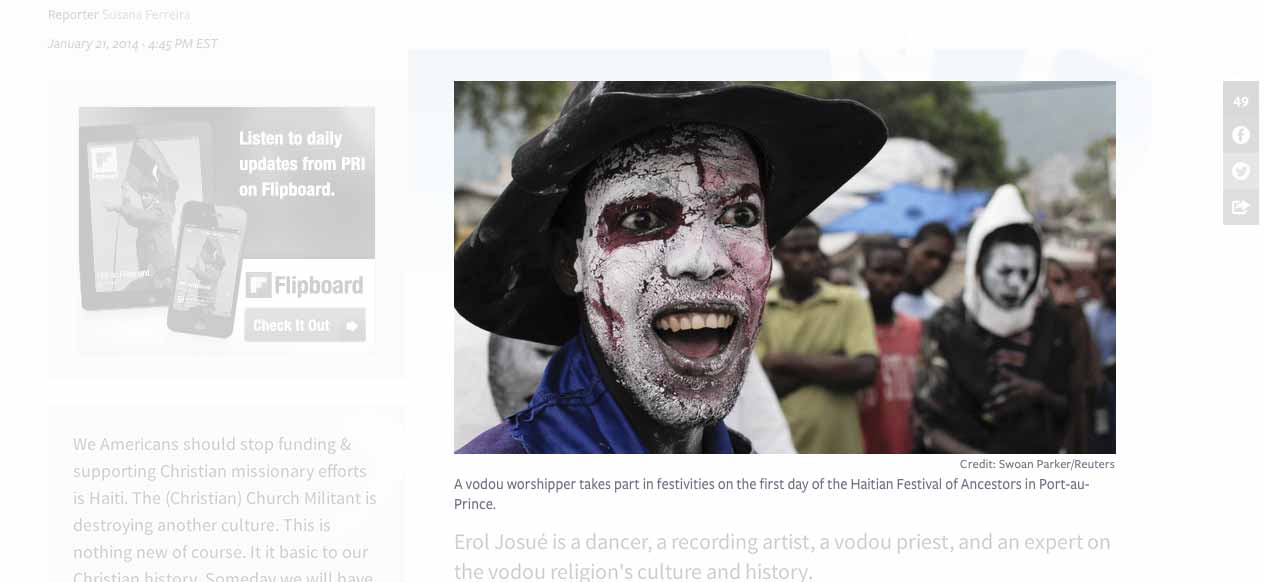 Reporter Susana Ferreira
January 21, 2014 · 4:45 PM EST
Listen to daily
updates from PRI
on Flipboard.
Flipboard
Flipboard
Check It Out
49
Credit: Swoan Parker/Reuters
A vodou worshipper takes part in festivities on the first day of the Haitian Festival of Ancestors in Port-au-
Prince.
We Americans should stop funding &
supporting Christian missionary efforts
is Haiti. The (Christian) Church Militant is
destroying another culture. This is
nothing new of course. It it basic to our
Christian history. Someday we will have
Erol Josué is a dancer, a recording artist, a vodou priest, and an expert on
the vodou religion's culture and history.